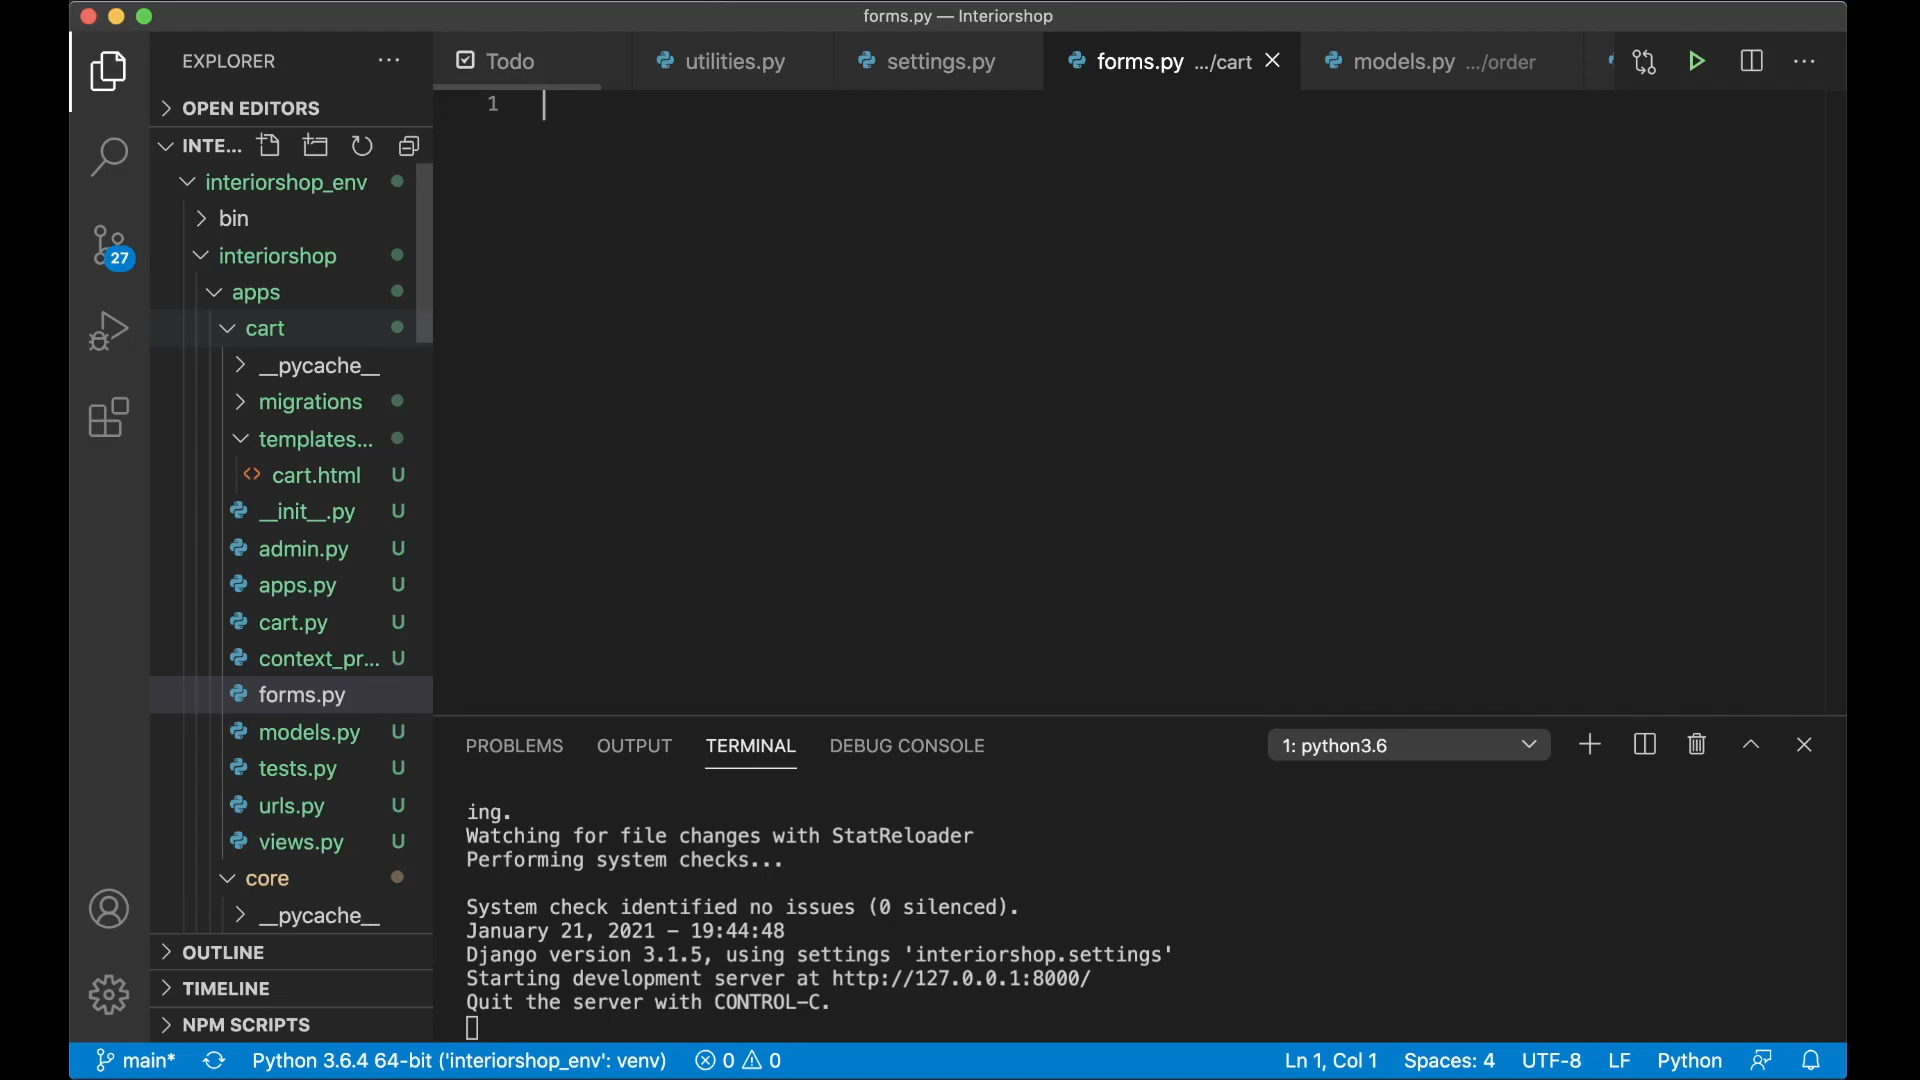 forms.py — Interiorshop
EXPLORER
Todo
utilities.py
settings.py
forms.py .../cart
models.py .../order
OPEN EDITORS
INTE...
interiorshop_env
bin
interiorshop
apps
cart
__pycache__
migrations
templates...
cart.html U
__init__.py U
admin.py U
apps.py U
cart.py U
context_pr... U
forms.py
models.py U
tests.py U
urls.py U
views.py U
core
__pycache__
OUTLINE
TIMELINE
NPM SCRIPTS
27
1
PROBLEMS OUTPUT TERMINAL DEBUG CONSOLE
1: python3.6
ing.
Watching for file changes with StatReloader
Performing system checks...
System check identified no issues (0 silenced).
January 21, 2021 - 19:44:48
Django version 3.1.5, using settings 'interiorshop.settings'
Starting development server at http://127.0.0.1:8000/
Quit the server with CONTROL-C.
main* Python 3.6.4 64-bit ('interiorshop_env': venv) 0 0 Ln 1, Col 1 Spaces: 4 UTF-8 LF Python